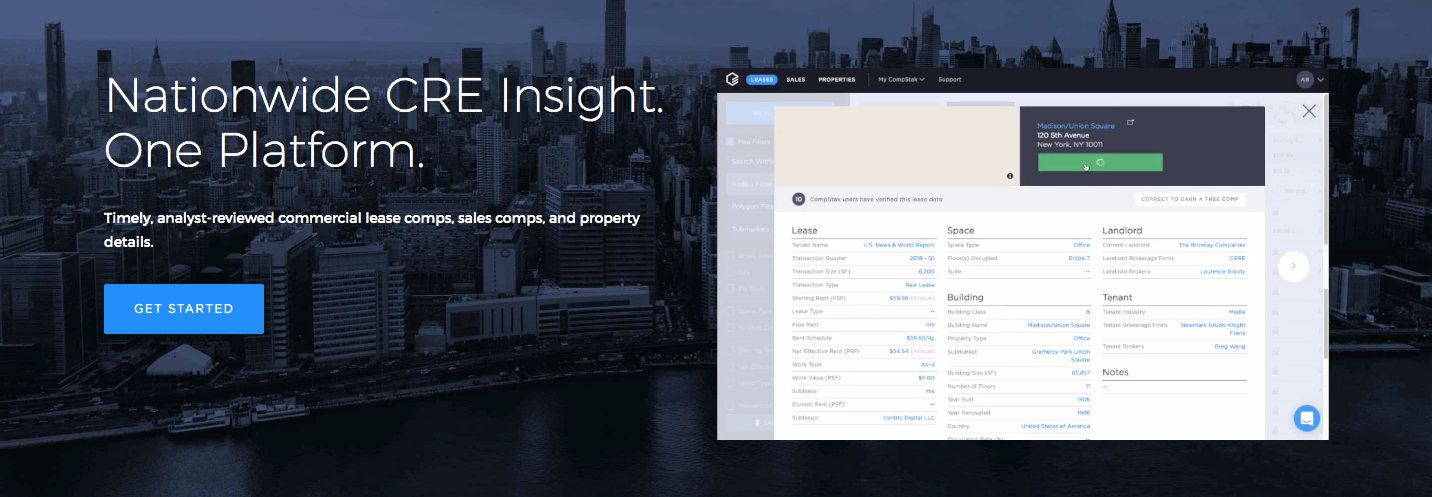 Nationwide CRE Insight.
One Platform.
Timely, analyst-reviewed commercial lease comps, sales comps, and property
details.
GET STARTED
LEASES SALES PROPERTIES My CompStak Support AB
Madison/Union Square
120 5th Avenue
New York, NY 10011
10 CompStak users have verified this lease data
CORRECT TO EARN A FREE COMP
Lease
Tenant Name U.S. News & World Report
Transaction Quarter 2018 - Q1
Transaction Size (SF) 6,200
Transaction Type New Lease
Starting Rent (PSF) $59.50 (Annual)
Lease Type --
Free Rent 4m
Rent Schedule $59.50/4y
Net Effective Rent (PSF) $54.54 (Annual)
Work Type As-Is
Work Value (PSF) $0.00
Sublease Yes
Current Rent (PSF) --
Sublessor Centric Digital LLC
Space
Space Type Office
Floor(s) Occupied Entire 7
Suite --
Building
Building Class B
Building Name Madison/Union Square
Property Type Office
Submarket Gramercy Park Union
Square
Building Size (SF) 65,857
Number of Floors 11
Year Built 1906
Year Renovated 1986
Country United States of America
Occupancy Rate (%) --
Landlord
Current Landlord The Bromley Companies
Landlord Brokerage Firms CBRE
Landlord Brokers Laurence Briody
Tenant
Tenant Industry Media
Tenant Brokerage Firms Newmark Grubb Knight
Frank
Tenant Brokers Greg Wang
Notes
--